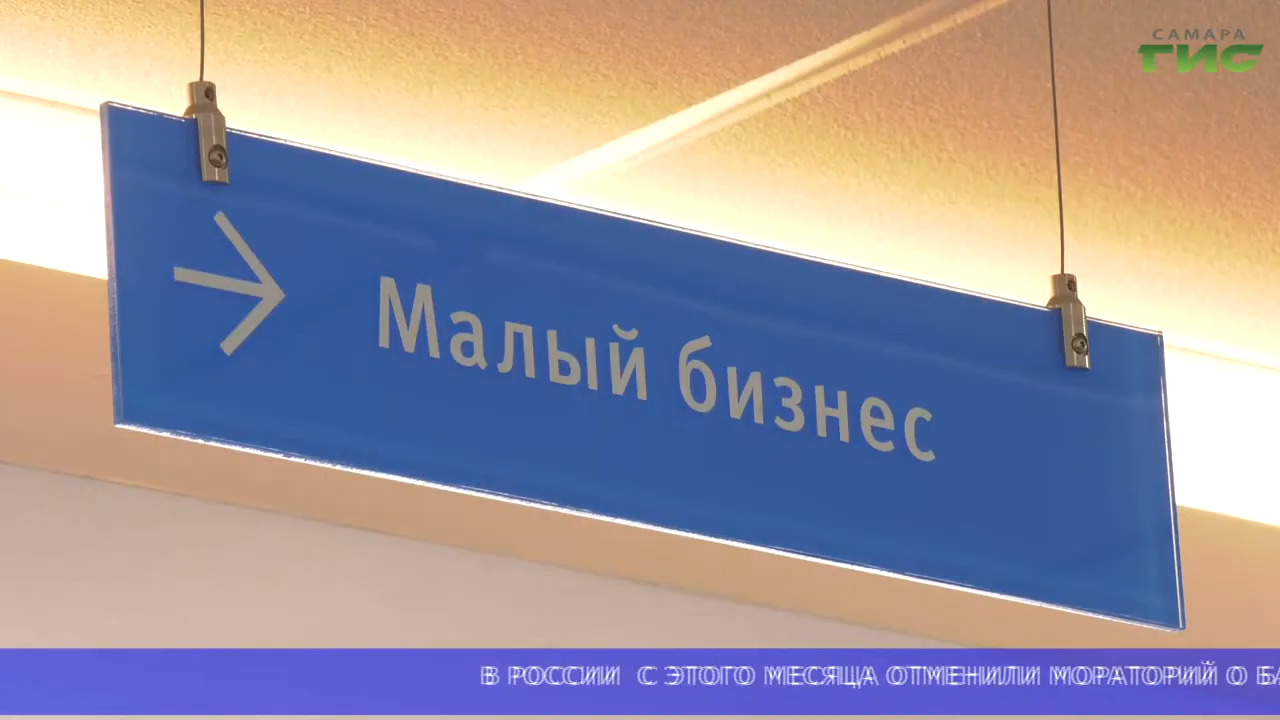 САМАРА
ГИС
Малый бизнес
В РОССИИ С ЭТОГО МЕСЯЦА ОТМЕНИЛИ МОРАТОРИЙ О